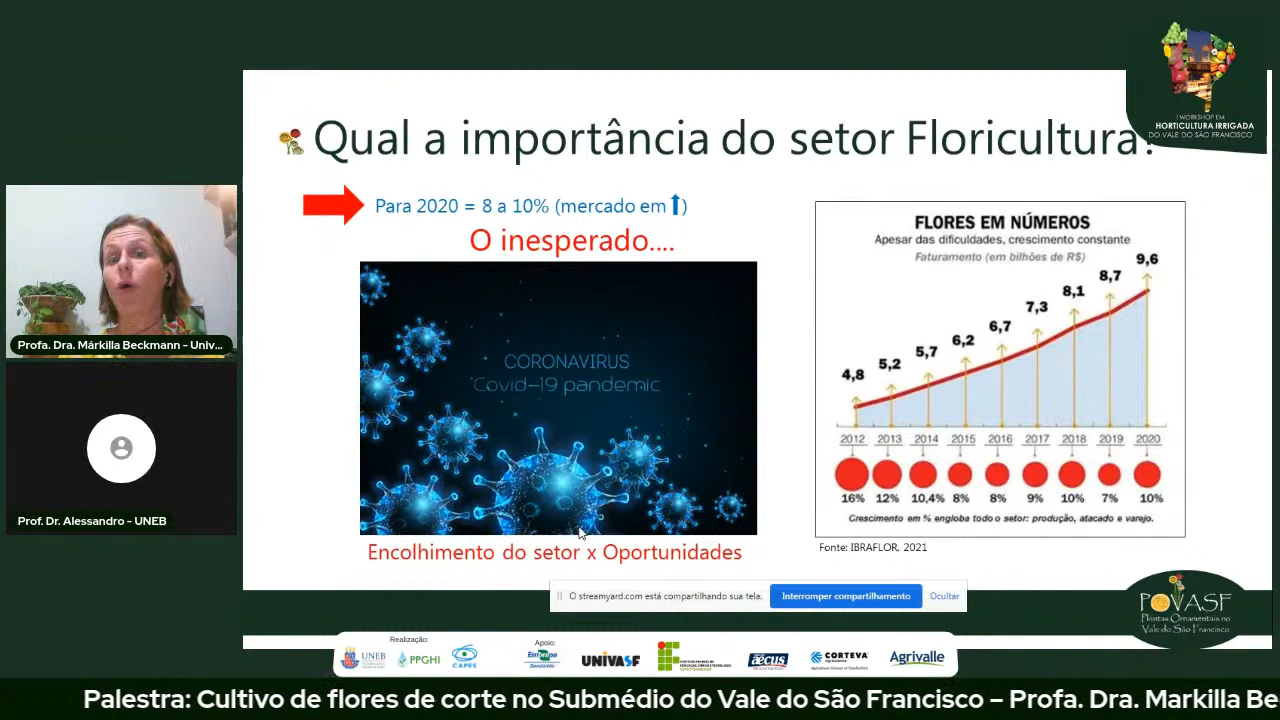 I WORKSHOP EM
HORTICULTURA IRRIGADA
DO VALE DO SÃO FRANCISCO
Qual a importância do setor Floricultura?
Para 2020 = 8 a 10% (mercado em )
O inesperado....
CORONAVIRUS
Covid-19 pandemic
Encolhimento do setor x Oportunidades
FLORES EM NÚMEROS
Apesar das dificuldades, crescimento constante
Faturamento (em bilhões de R$)
4,8 5,2 5,7 6,2 6,7 7,3 8,1 8,7 9,6
2012 2013 2014 2015 2016 2017 2018 2019 2020
16% 12% 10,4% 8% 8% 9% 10% 7% 10%
Crescimento em % engloba todo o setor: produção, atacado e varejo.
Fonte: IBRAFLOR, 2021
Profa. Dra. Márkilla Beckmann - Univ...
Prof. Dr. Alessandro - UNEB
O streamyard.com está compartilhando sua tela.
Interromper compartilhamento
Ocultar
POVASF
Plantas Ornamentais no
Vale do São Francisco
Realização:
UNEB
PPGHI
CAPES
Apoio:
Embrapa
Semiárido
UNIVASF
æcus
CORTEVA
agriscience
Agrivalle
Palestra: Cultivo de flores de corte no Submédio do Vale do São Francisco – Profa. Dra. Markilla Be